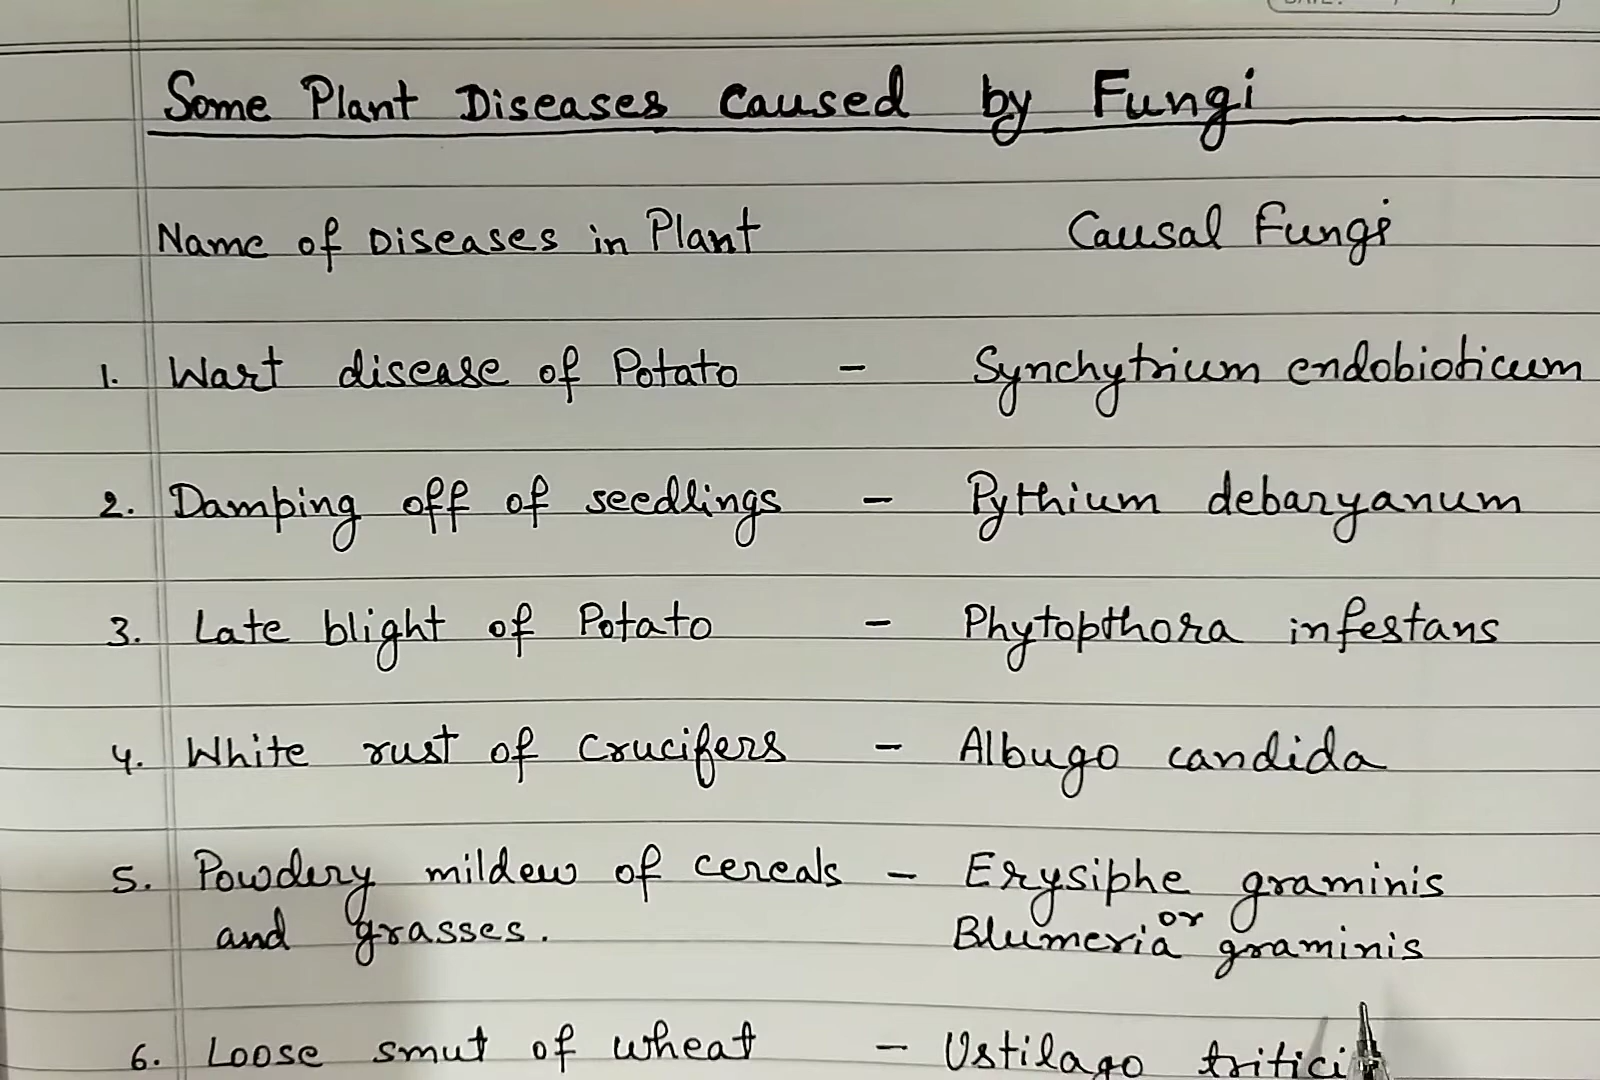 Some Plant Diseases caused by Fungi
Name of Diseases in Plant Causal Fungi
1. Wart disease of Potato - Synchytrium endobioticum
2. Damping off of seedlings - Pythium debaryanum
3. Late blight of Potato - Phytopthora infestans
4. White rust of Crucifers - Albugo candida
5. Powdery mildew of cereals - Erysiphe graminis
or
and grasses. Blumeria graminis
6. Loose smut of wheat - Ustilago tritici